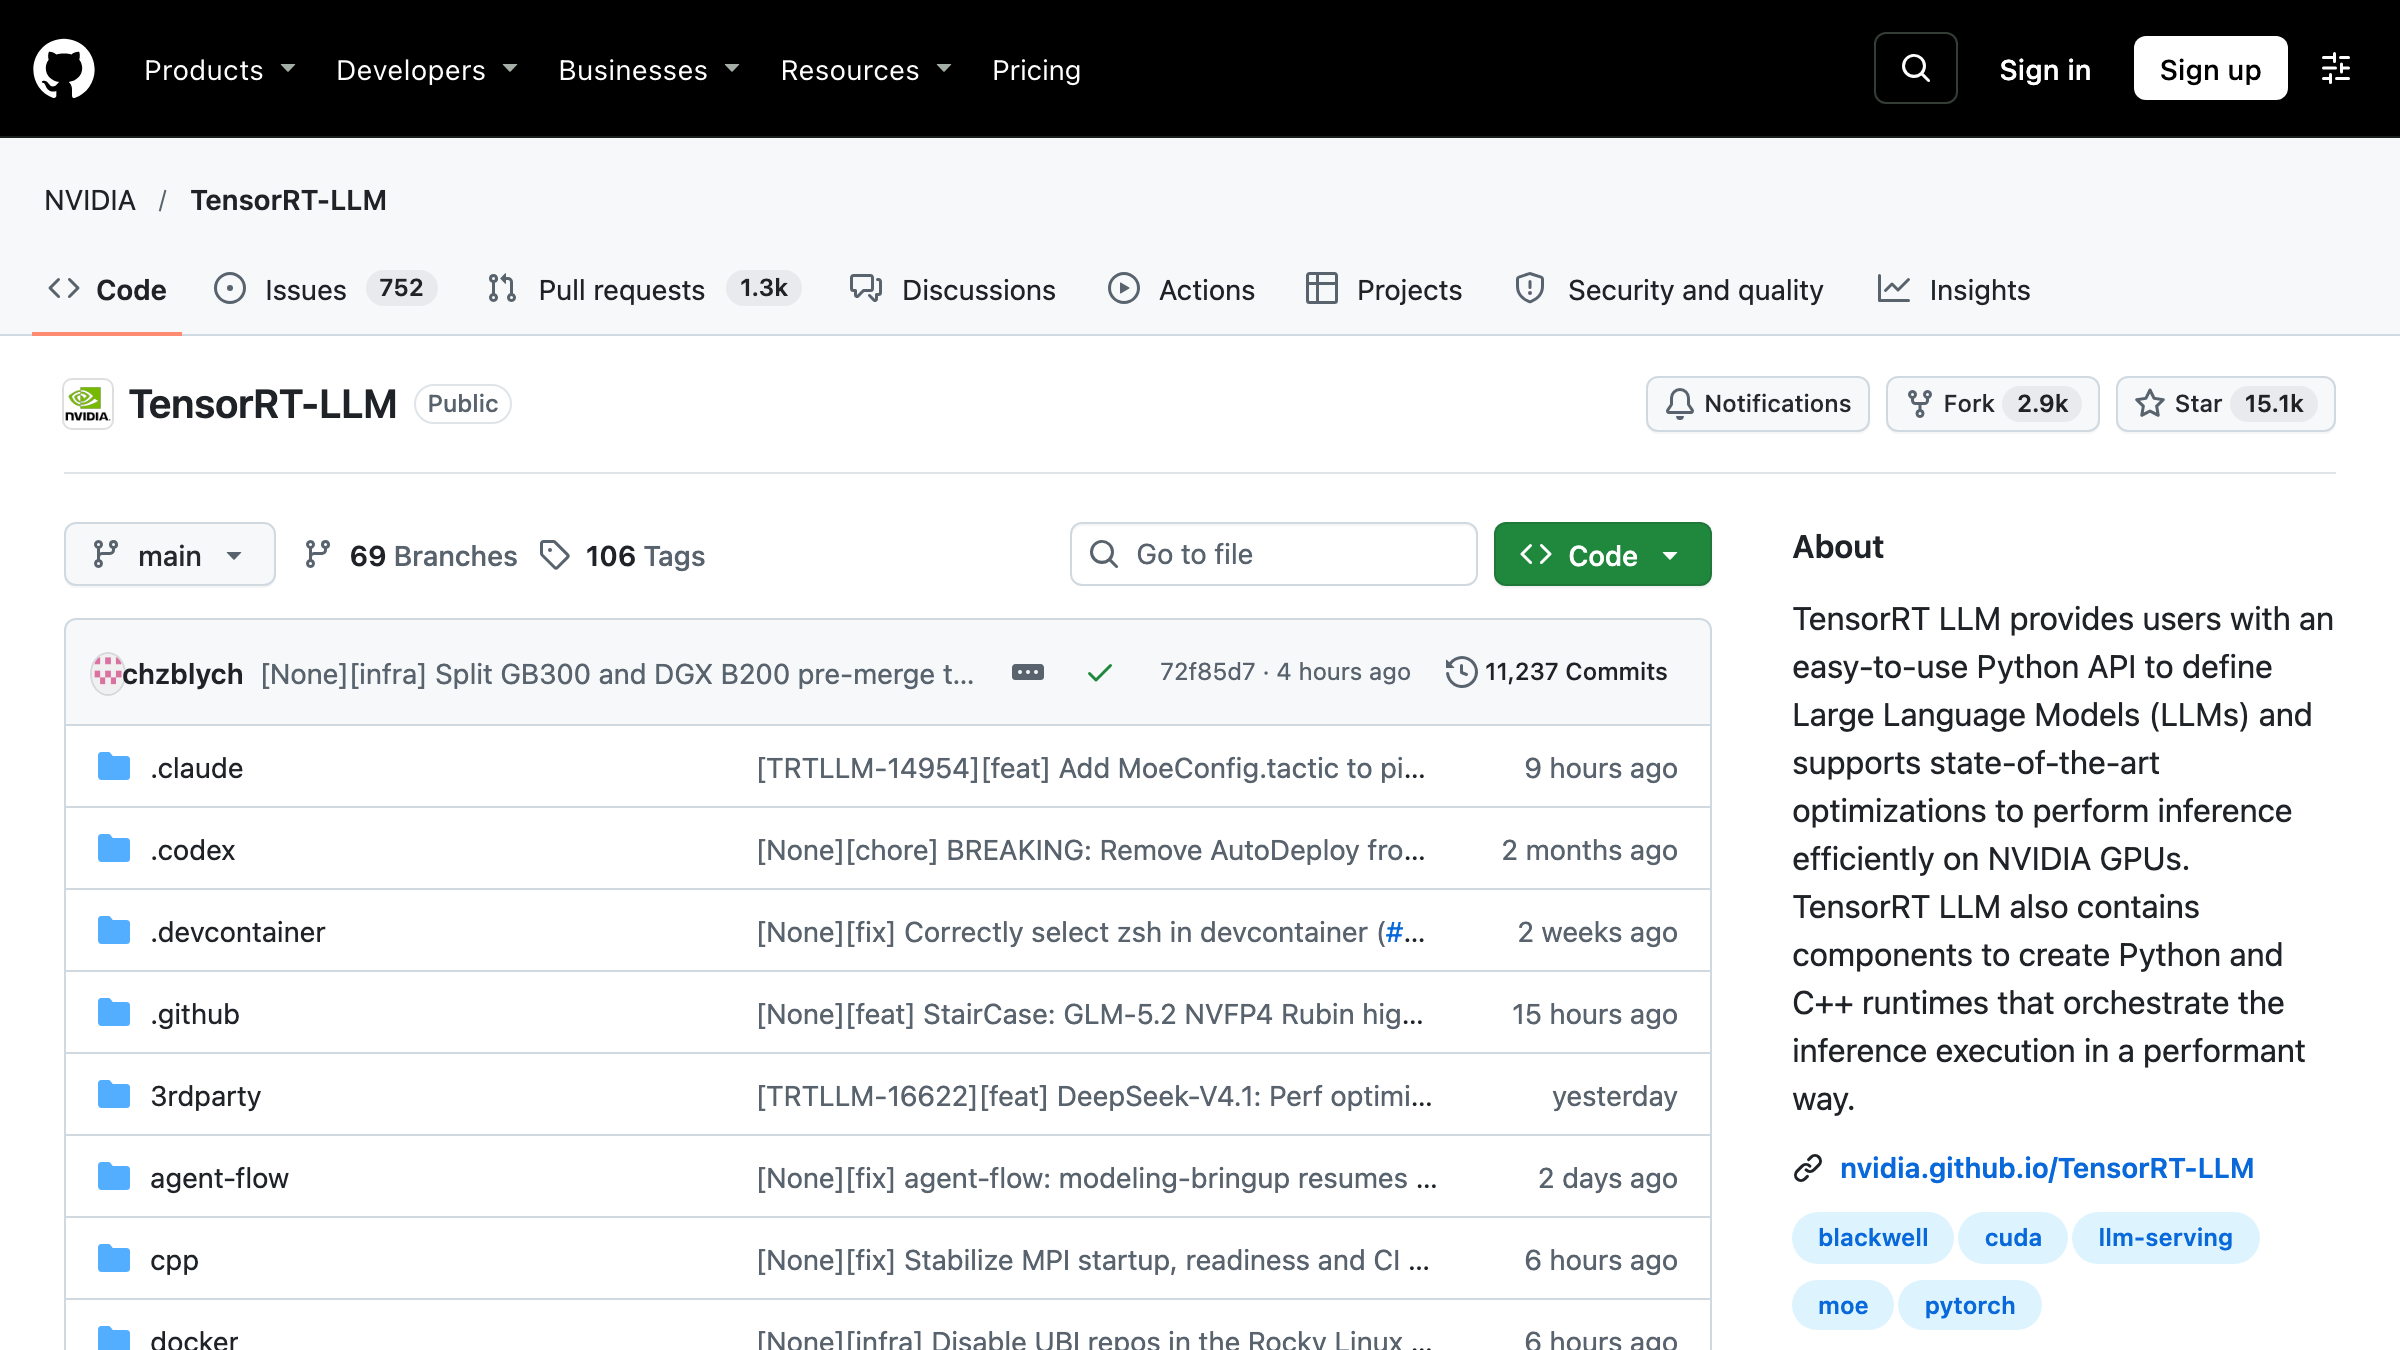 Products Developers Businesses Resources Pricing Sign in Sign up
NVIDIA / TensorRT-LLM
Code Issues 752 Pull requests 1.3k Discussions Actions Projects Security and quality Insights
NVIDIA. TensorRT-LLM Public Notifications Fork 2.9k Star 15.1k
main 69 Branches 106 Tags Go to file Code
chzblych [None][infra] Split GB300 and DGX B200 pre-merge t... 72f85d7 · 4 hours ago 11,237 Commits
.claude [TRTLLM-14954][feat] Add MoeConfig.tactic to pi... 9 hours ago
.codex [None][chore] BREAKING: Remove AutoDeploy fro... 2 months ago
.devcontainer [None][fix] Correctly select zsh in devcontainer (#... 2 weeks ago
.github [None][feat] StairCase: GLM-5.2 NVFP4 Rubin hig... 15 hours ago
3rdparty [TRTLLM-16622][feat] DeepSeek-V4.1: Perf optimi... yesterday
agent-flow [None][fix] agent-flow: modeling-bringup resumes ... 2 days ago
cpp [None][fix] Stabilize MPI startup, readiness and CI ... 6 hours ago
docker [None][infra] Disable UBI repos in the Rocky Linux ... 6 hours ago
About
TensorRT LLM provides users with an
easy-to-use Python API to define
Large Language Models (LLMs) and
supports state-of-the-art
optimizations to perform inference
efficiently on NVIDIA GPUs.
TensorRT LLM also contains
components to create Python and
C++ runtimes that orchestrate the
inference execution in a performant
way.
nvidia.github.io/TensorRT-LLM
blackwell cuda llm-serving
moe pytorch